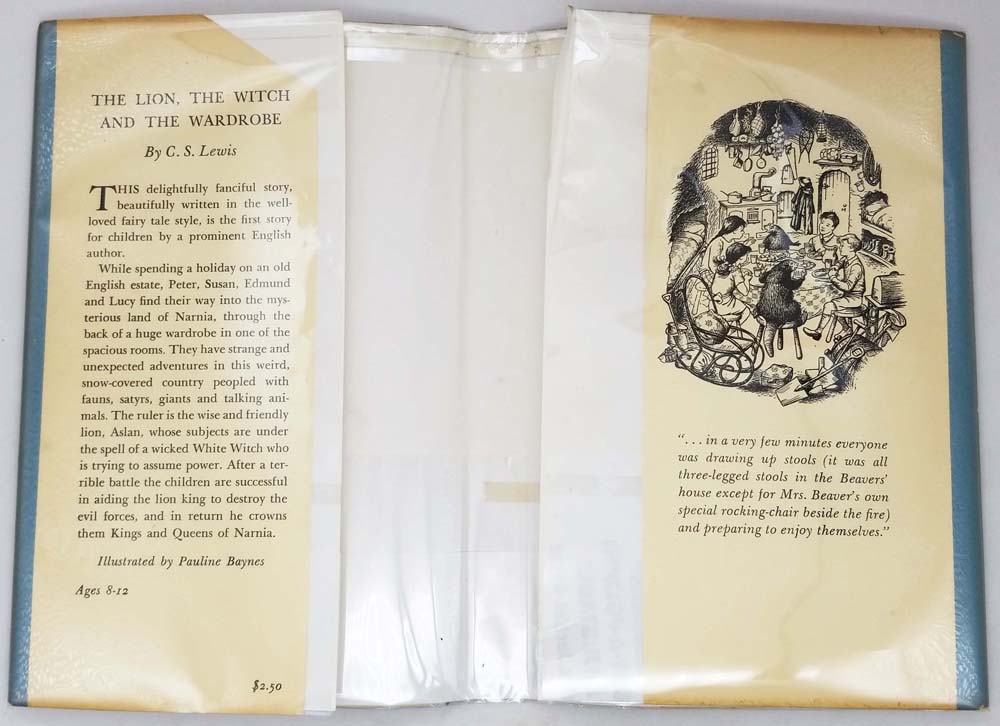 THE LION, THE WITCH
AND THE WARDROBE
By C. S. Lewis
THIS delightfully fanciful story,
beautifully written in the well-
loved fairy tale style, is the first story
for children by a prominent English
author.
While spending a holiday on an old
English estate, Peter, Susan, Edmund
and Lucy find their way into the mys-
terious land of Narnia, through the
back of a huge wardrobe in one of the
spacious rooms. They have strange and
unexpected adventures in this weird,
snow-covered country peopled with
fauns, satyrs, giants and talking ani-
mals. The ruler is the wise and friendly
lion, Aslan, whose subjects are under
the spell of a wicked White Witch who
is trying to assume power. After a ter-
rible battle the children are successful
in aiding the lion king to destroy the
evil forces, and in return he crowns
them Kings and Queens of Narnia.
Illustrated by Pauline Baynes
Ages 8-12
$2.50
". . . in a very few minutes everyone
was drawing up stools (it was all
three-legged stools in the Beavers'
house except for Mrs. Beaver's own
special rocking-chair beside the fire)
and preparing to enjoy themselves."